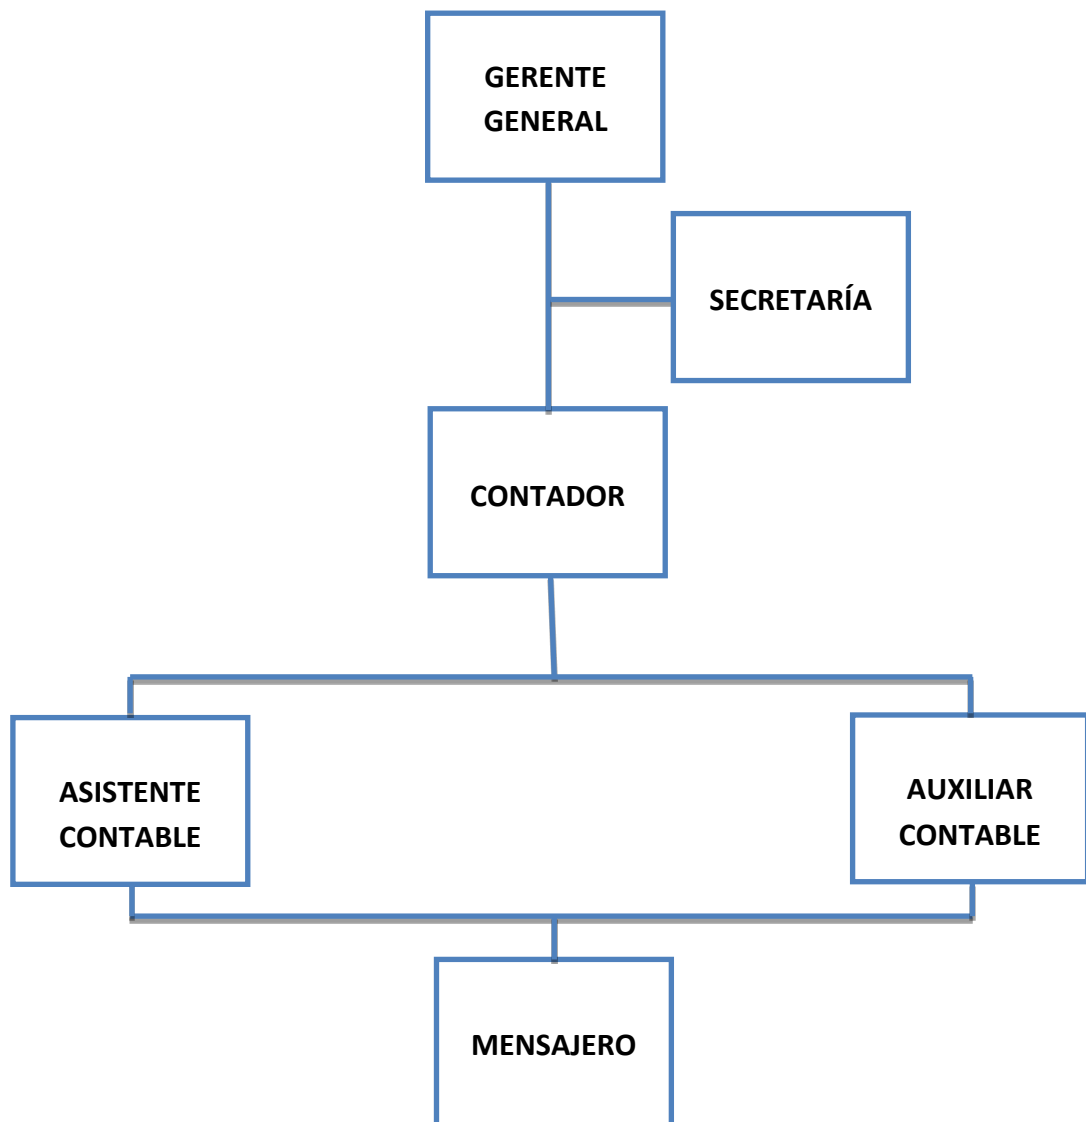 GERENTE
GENERAL
SECRETARÍA
CONTADOR
ASISTENTE
CONTABLE
AUXILIAR
CONTABLE
MENSAJERO